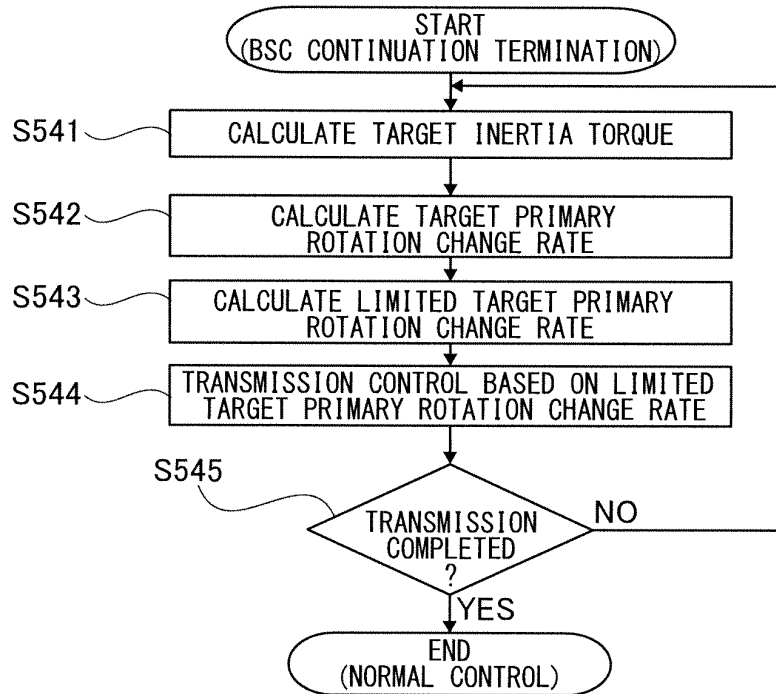 START
(BSC CONTINUATION TERMINATION)
S541
CALCULATE TARGET INERTIA TORQUE
S542
CALCULATE TARGET PRIMARY
ROTATION CHANGE RATE
S543
CALCULATE LIMITED TARGET PRIMARY
ROTATION CHANGE RATE
S544
TRANSMISSION CONTROL BASED ON LIMITED
TARGET PRIMARY ROTATION CHANGE RATE
S545
TRANSMISSION
COMPLETED
?
NO
YES
END
(NORMAL CONTROL)